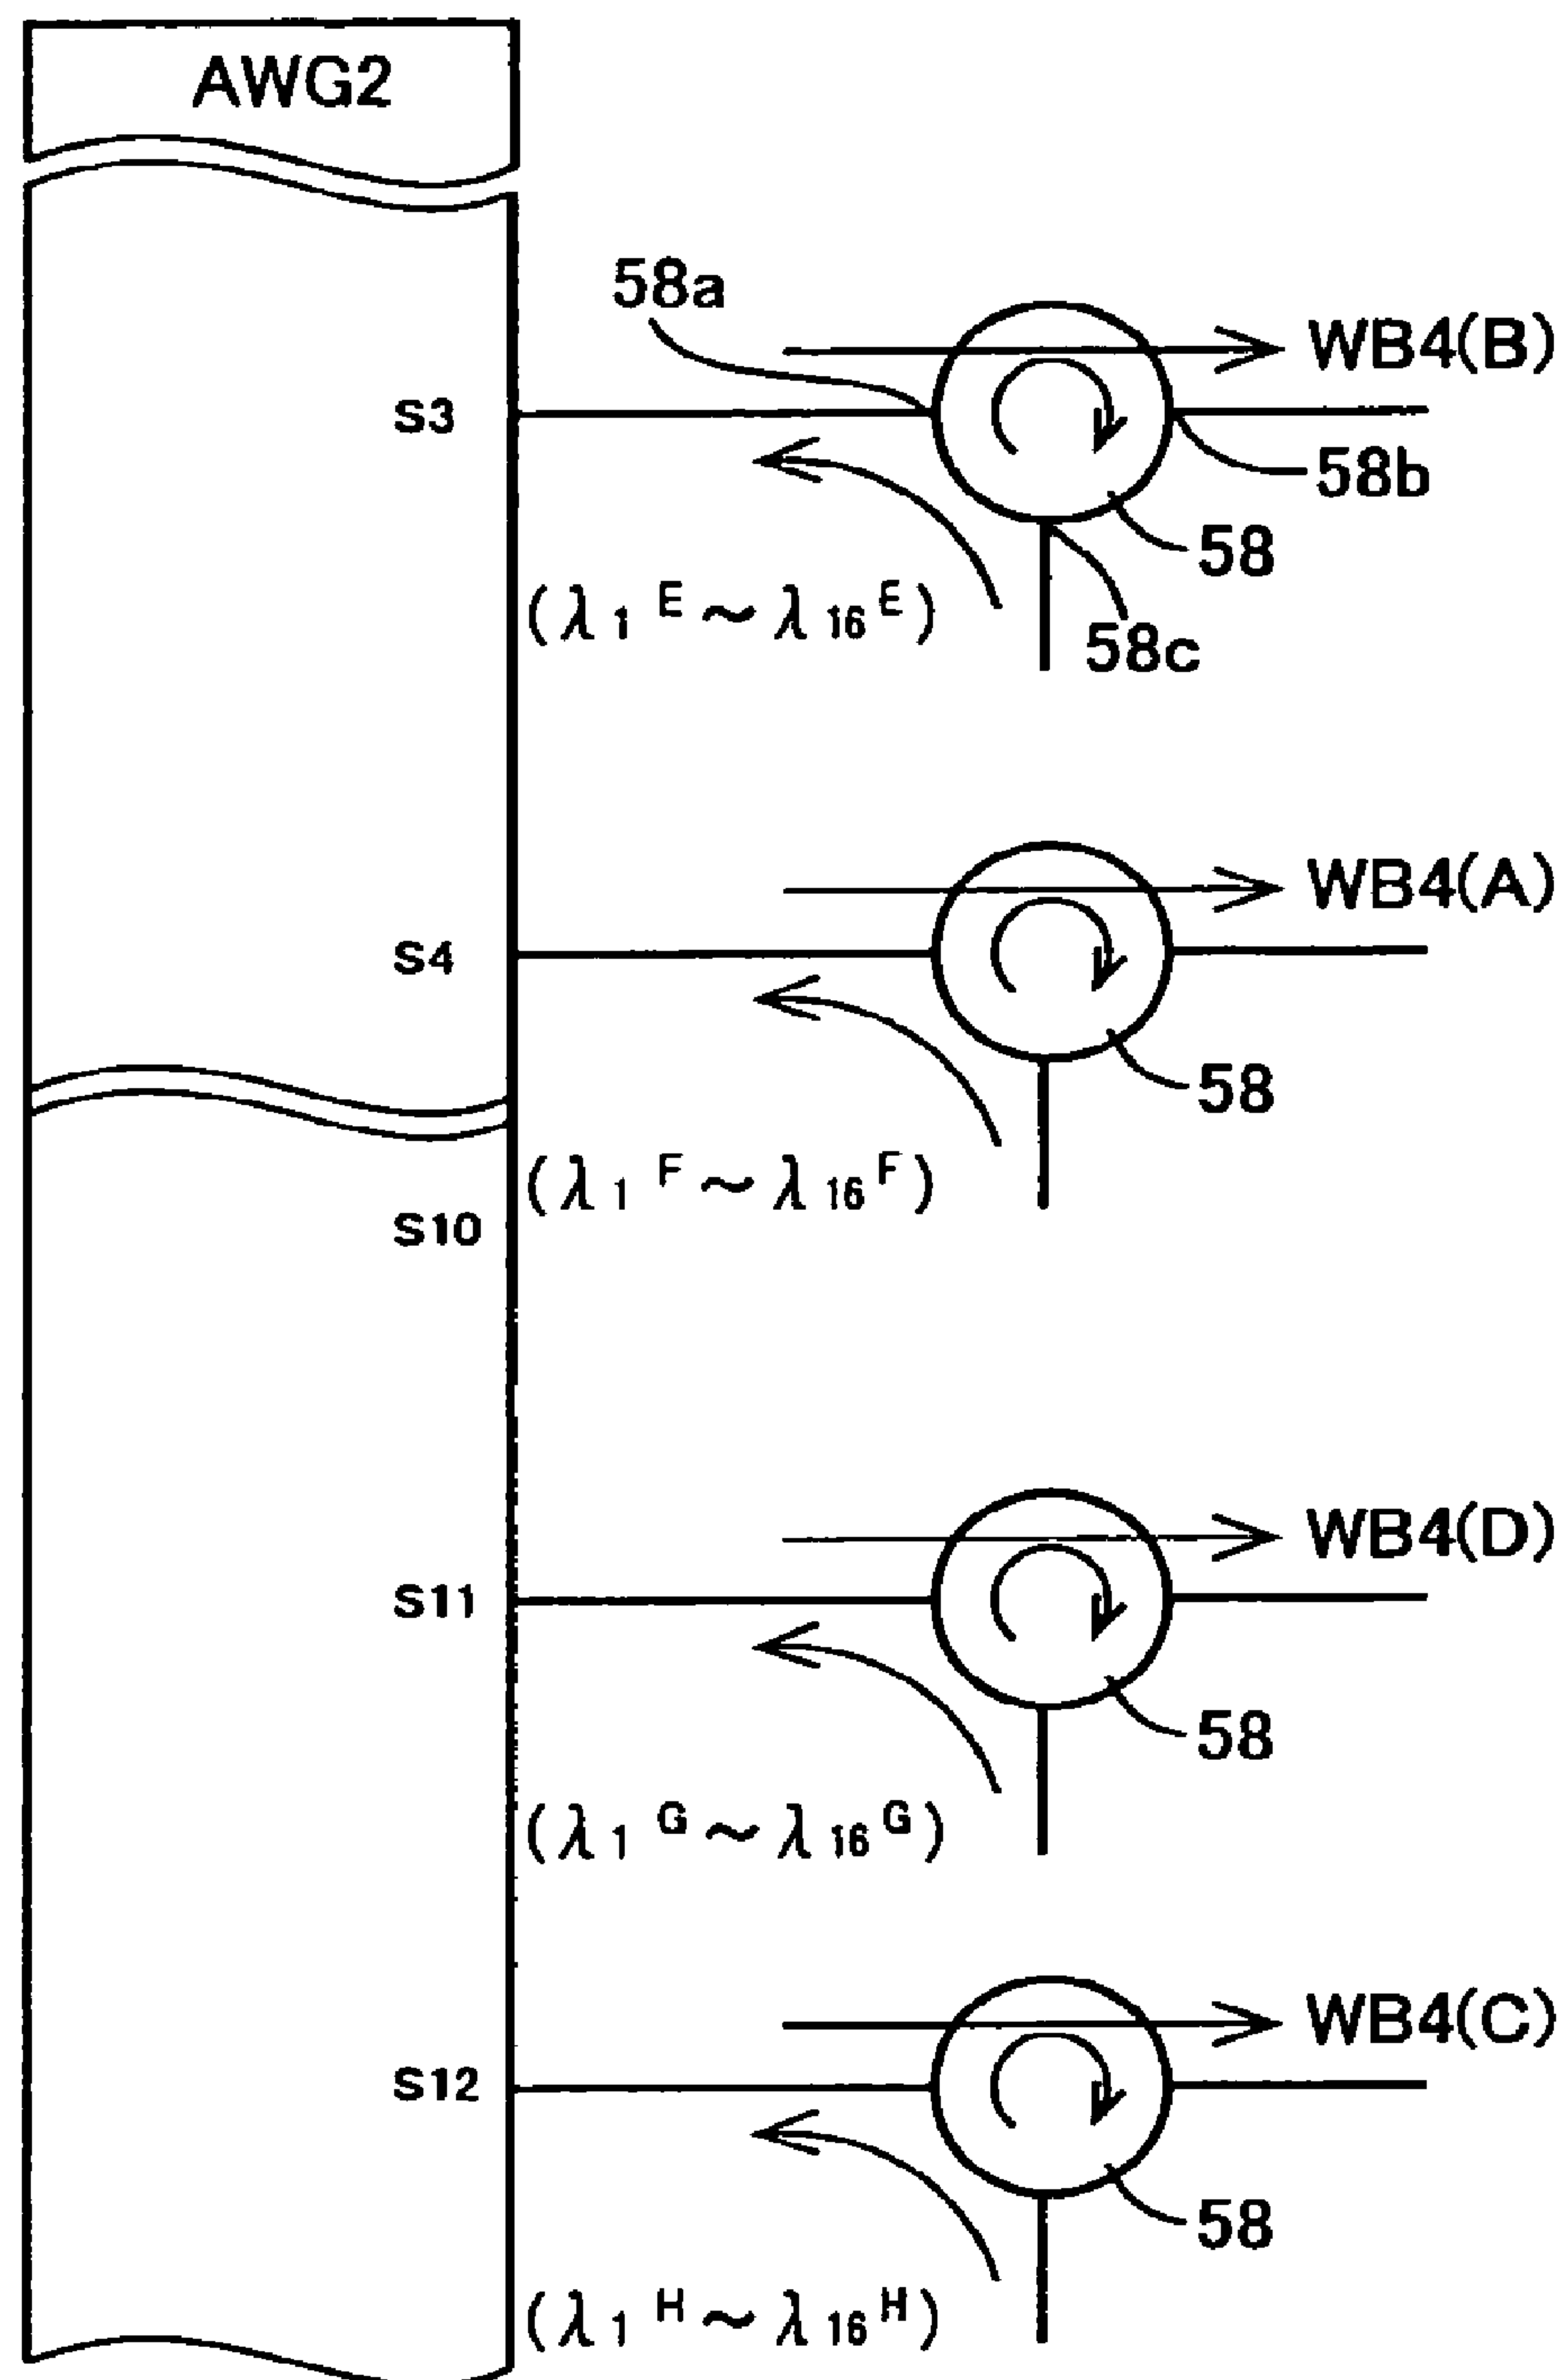 AWG2
58a
WB4(B)
S3
58b
58
(λ₁ᴱ～λ₁₆ᴱ)
58c
WB4(A)
S4
58
(λ₁ꟳ～λ₁₆ꟳ)
S10
WB4(D)
S11
58
(λ₁ᴳ～λ₁₆ᴳ)
WB4(C)
S12
58
(λ₁ᴴ～λ₁₆ᴴ)